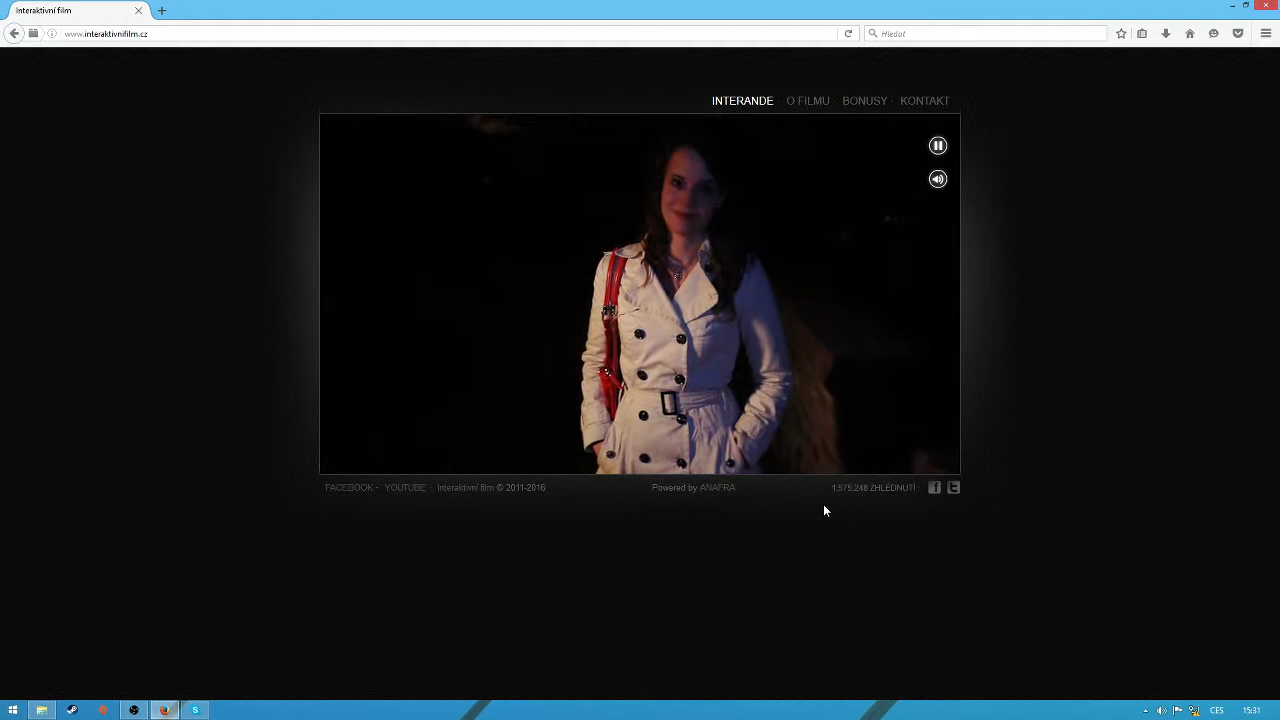 Interaktivní film
www.interaktivnifilm.cz
Hledat
INTERANDE · O FILMU · BONUSY · KONTAKT
FACEBOOK · YOUTUBE · Interaktivní film © 2011-2016
Powered by ANAFRA
1,575,248 ZHLÉDNUTÍ ·
CES
15:31